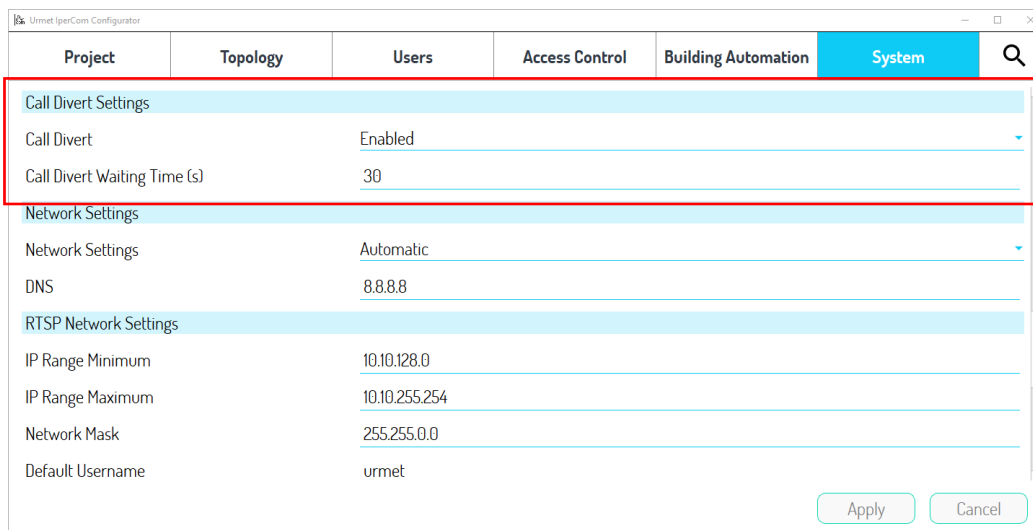 Urmet IperCom Configurator
Project Topology Users Access Control Building Automation System
Call Divert Settings
Call Divert Enabled
Call Divert Waiting Time (s) 30
Network Settings
Network Settings Automatic
DNS 8.8.8.8
RTSP Network Settings
IP Range Minimum 10.10.128.0
IP Range Maximum 10.10.255.254
Network Mask 255.255.0.0
Default Username urmet
Apply Cancel